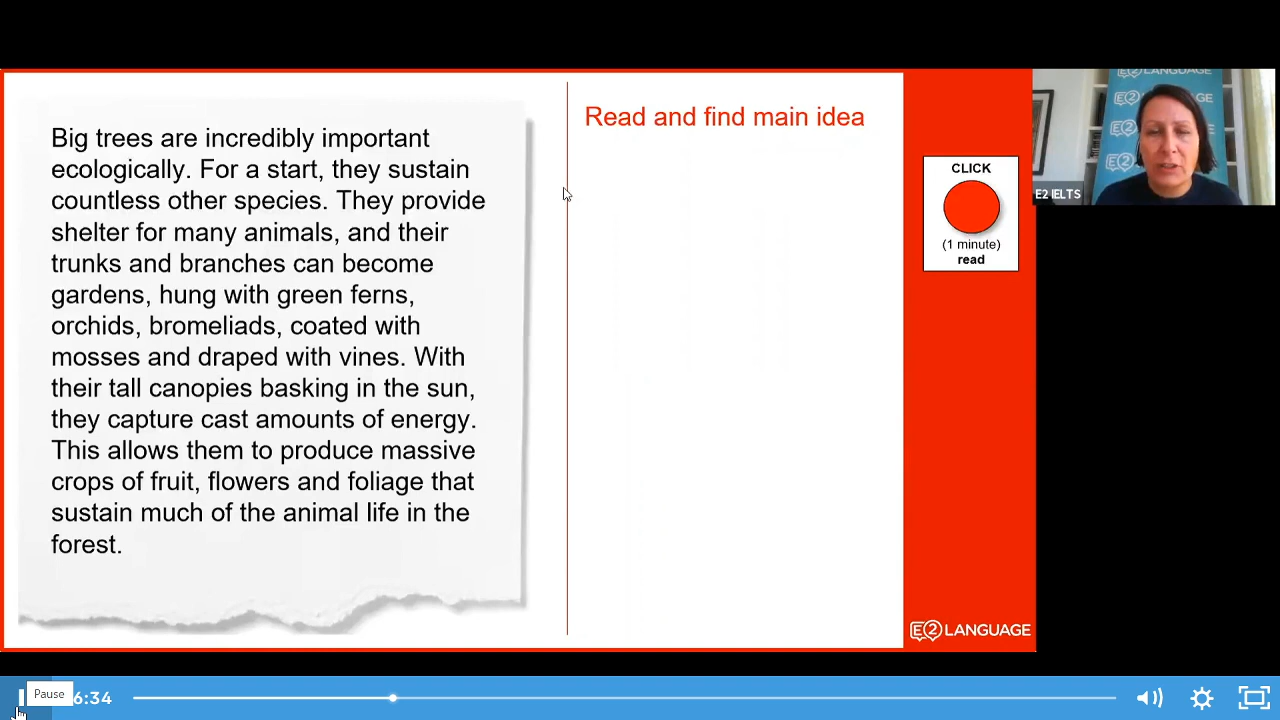 Big trees are incredibly important
ecologically. For a start, they sustain
countless other species. They provide
shelter for many animals, and their
trunks and branches can become
gardens, hung with green ferns,
orchids, bromeliads, coated with
mosses and draped with vines. With
their tall canopies basking in the sun,
they capture cast amounts of energy.
This allows them to produce massive
crops of fruit, flowers and foliage that
sustain much of the animal life in the
forest.
Read and find main idea
CLICK
(1 minute)
read
E2 LANGUAGE
E2 LANGUAGE
E2 IELTS
Pause
6:34